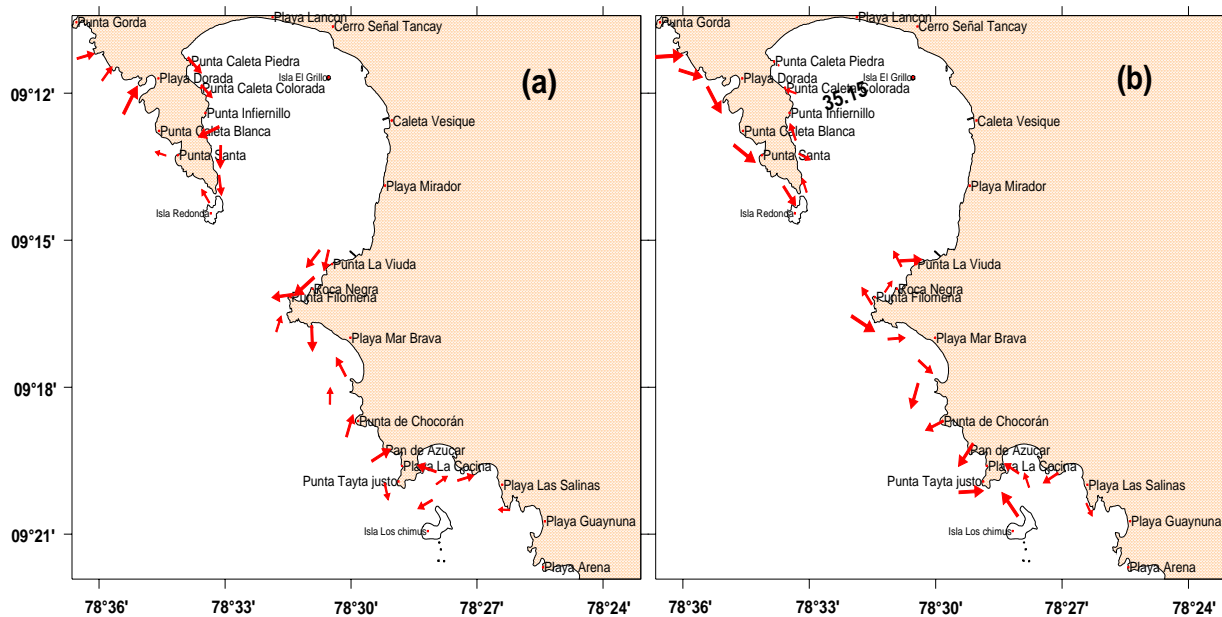 Punta Gorda
Playa Lancón
Cerro Señal Tancay
Punta Caleta Piedra
Isla El Grillo
Playa Dorada
Punta Caleta Colorada
(a)
Punta Infiernillo
Punta Caleta Blanca
Caleta Vesique
Punta Santa
Playa Mirador
Isla Redonda
Punta La Viuda
Roca Negra
Punta Filomena
Playa Mar Brava
Punta de Chocorán
Pan de Azúcar
Playa La Cocina
Punta Tayta justo
Playa Las Salinas
Playa Guaynuna
Isla Los chimus
Playa Arena
09°12'
09°15'
09°18'
09°21'
78°36'
78°33'
78°30'
78°27'
78°24'
Punta Gorda
Playa Lancón
Cerro Señal Tancay
Punta Caleta Piedra
Isla El Grillo
Playa Dorada
Punta Caleta Colorada
35.15
(b)
Punta Infiernillo
Punta Caleta Blanca
Caleta Vesique
Punta Santa
Playa Mirador
Isla Redonda
Punta La Viuda
Roca Negra
Punta Filomena
Playa Mar Brava
Punta de Chocorán
Pan de Azúcar
Playa La Cocina
Punta Tayta justo
Playa Las Salinas
Playa Guaynuna
Isla Los chimus
Playa Arena
78°36'
78°33'
78°30'
78°27'
78°24'